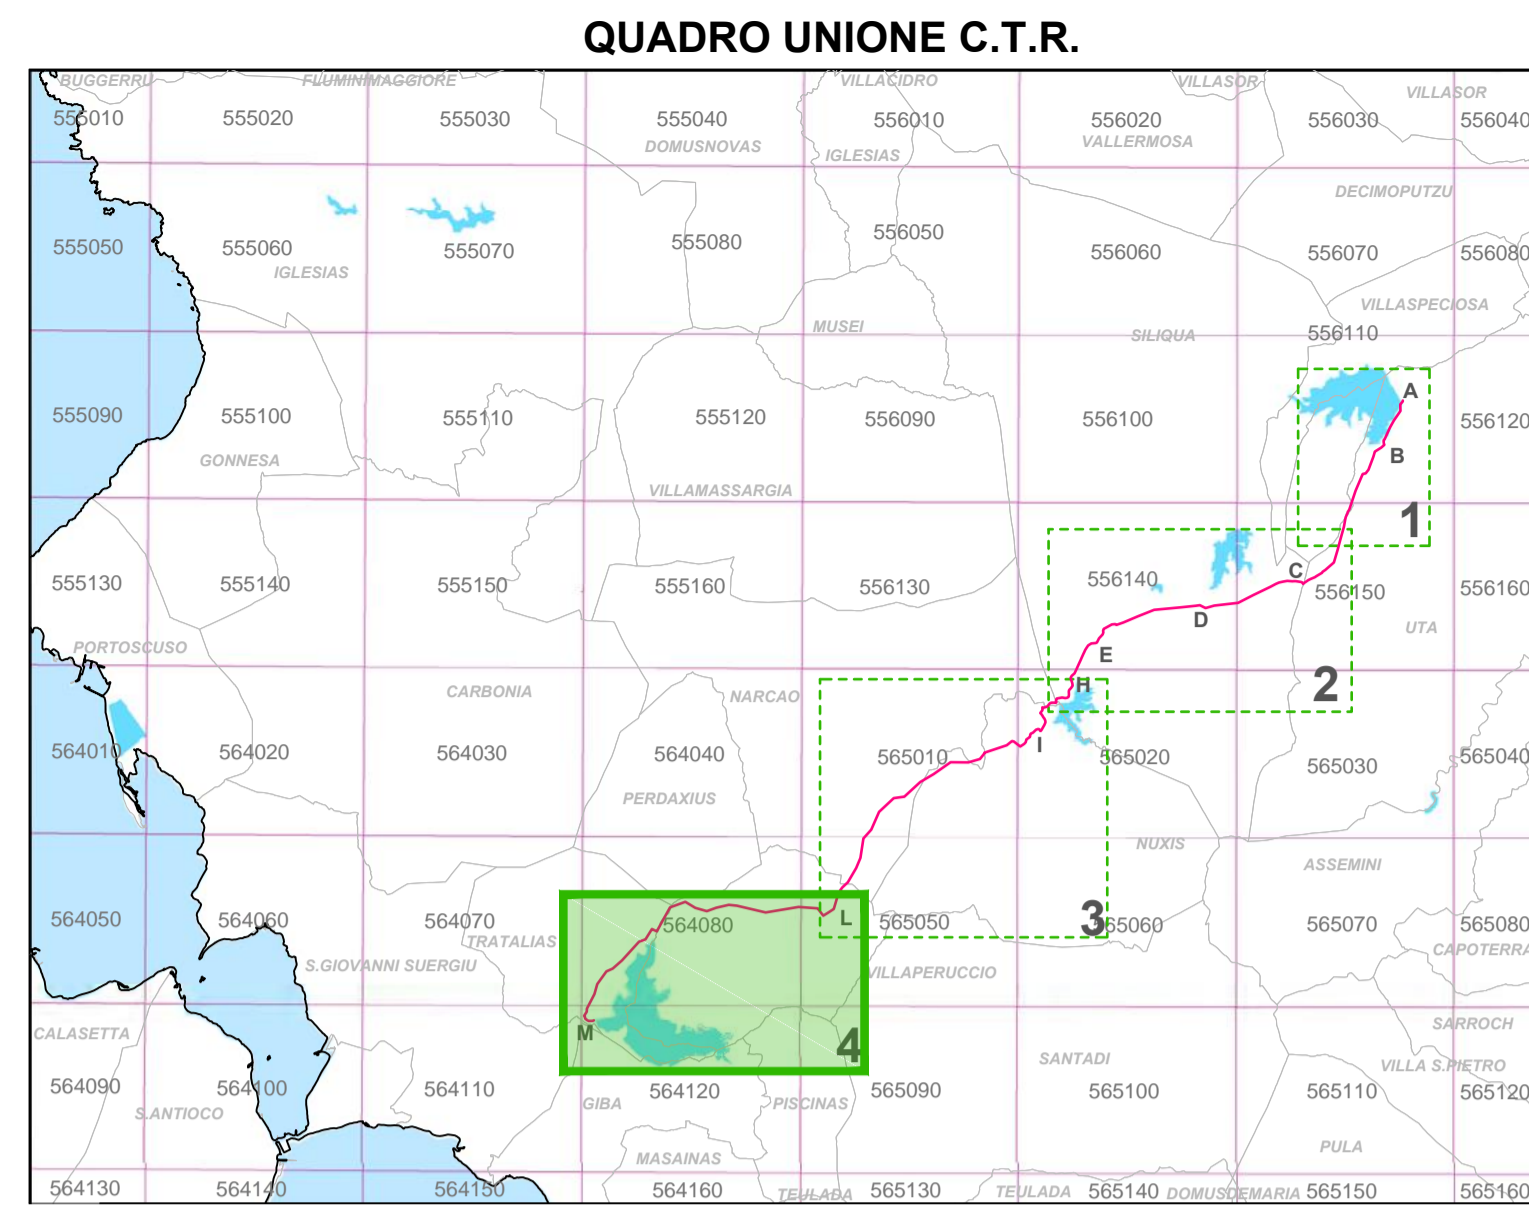 QUADRO UNIONE C.T.R.
BUGGERRU FLUMINIMAGGIORE VILLACIDRO VILLASOR
VILLASOR
555010 555020 555030 555040 556010 556020 556030 556040
DOMUSNOVAS IGLESIAS VALLERMOSA
DECIMOPUTZU
555050 555060 555070 555080 556050 556060 556070 556080
IGLESIAS
VILLASPECIOSA
MUSEI SILIQUA 556110
A
555090 555100 555110 555120 556090 556100 556120
B
GONNESA
VILLAMASSARGIA
1
C
555130 555140 555150 555160 556130 556140 556150 556160
D
UTA
PORTOSCUSO
E
H
2
CARBONIA NARCAO
I
564010 564020 564030 564040 565010 565020 565030 565040
PERDAXIUS
NUXIS
ASSEMINI
564050 564060 564070 564080 L 565050 3 565060 565070 565080
TRATALIAS
CAPOTERRA
S.GIOVANNI SUERGIU VILLAPERUCCIO
CALASETTA M 4 SARROCH
SANTADI
VILLA S.PIETRO
564090 564100 564110 564120 565090 565100 565110 565120
S.ANTIOCO GIBA PISCINAS
PULA
MASAINAS
564130 564140 564150 564160 TEULADA 565130 TEULADA 565140 DOMUSDEMARIA 565150 565160